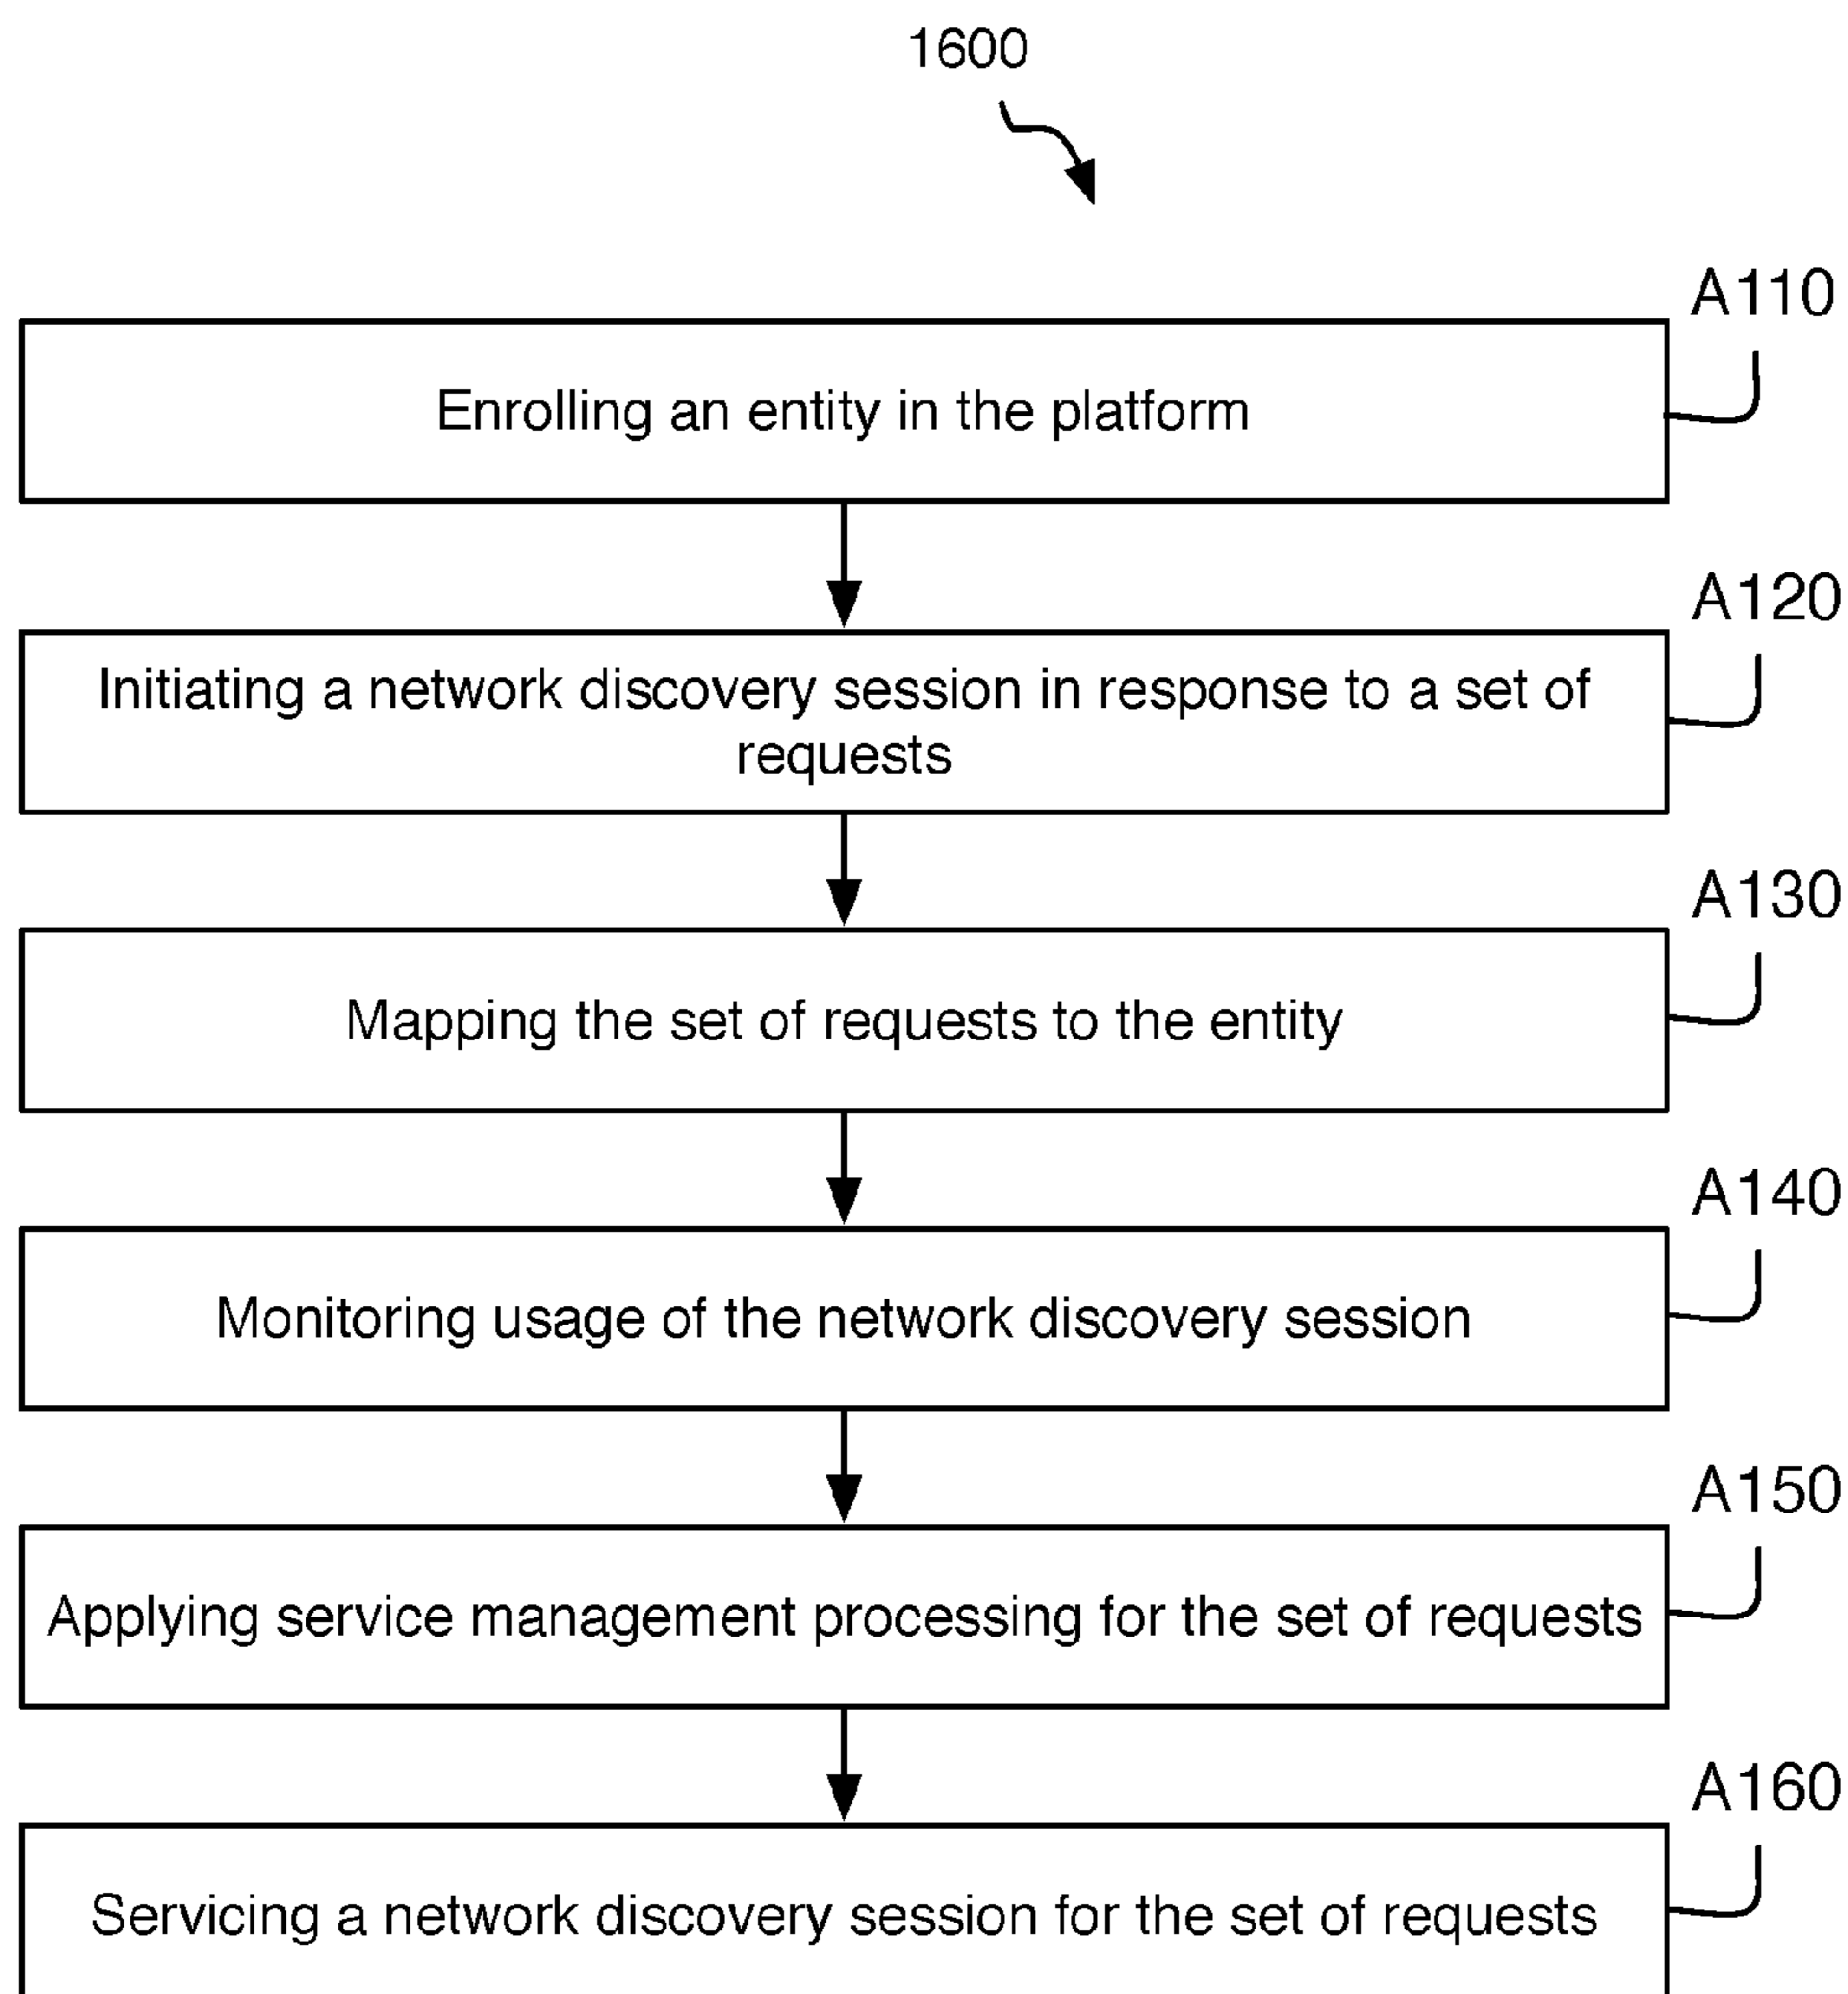 1600
A110
Enrolling an entity in the platform
A120
Initiating a network discovery session in response to a set of
requests
A130
Mapping the set of requests to the entity
A140
Monitoring usage of the network discovery session
A150
Applying service management processing for the set of requests
A160
Servicing a network discovery session for the set of requests